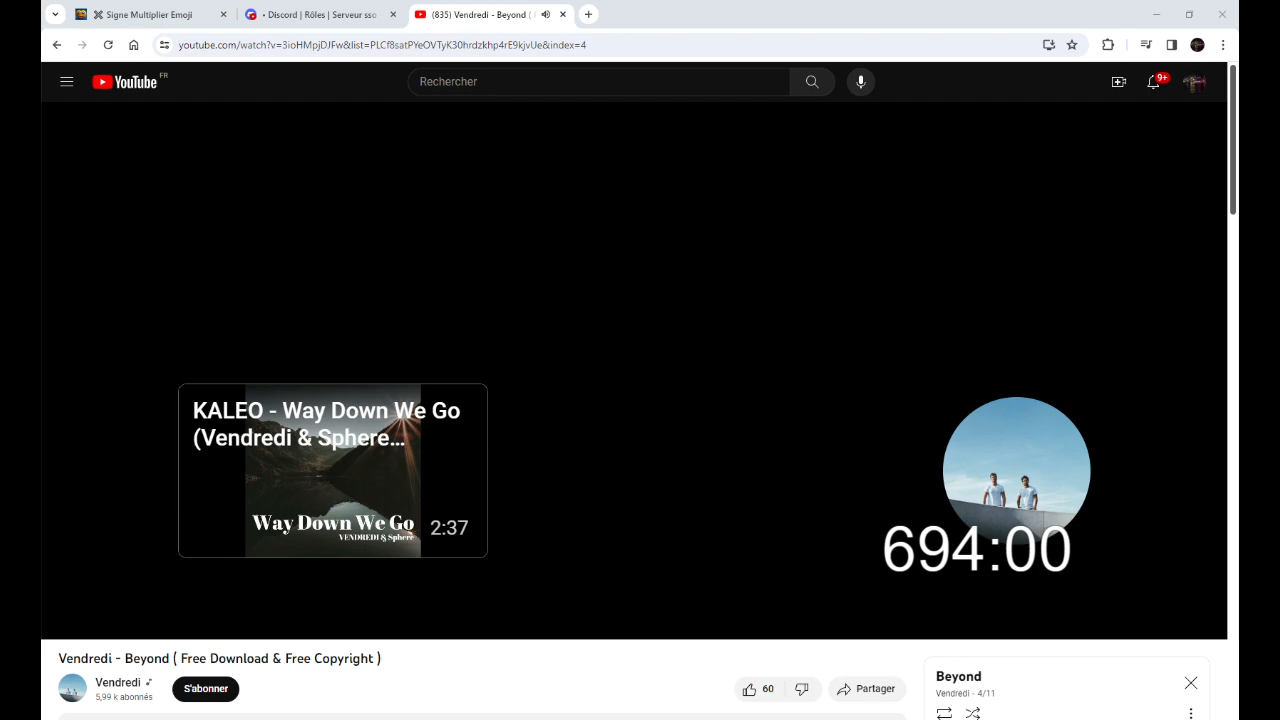 Signe Multiplier Emoji
• Discord | Rôles | Serveur sso
(835) Vendredi - Beyond (
youtube.com/watch?v=3ioHMpjDJFw&list=PLCf8satPYeOVTyK30hrdzkhp4rE9kjvUe&index=4
YouTube
FR
Rechercher
9+
KALEO - Way Down We Go
(Vendredi & Sphere...
Way Down We Go
VENDREDI & Sphere
2:37
694:00
Vendredi - Beyond ( Free Download & Free Copyright )
Vendredi
5,99 k abonnés
S'abonner
60
Partager
Beyond
Vendredi - 4/11